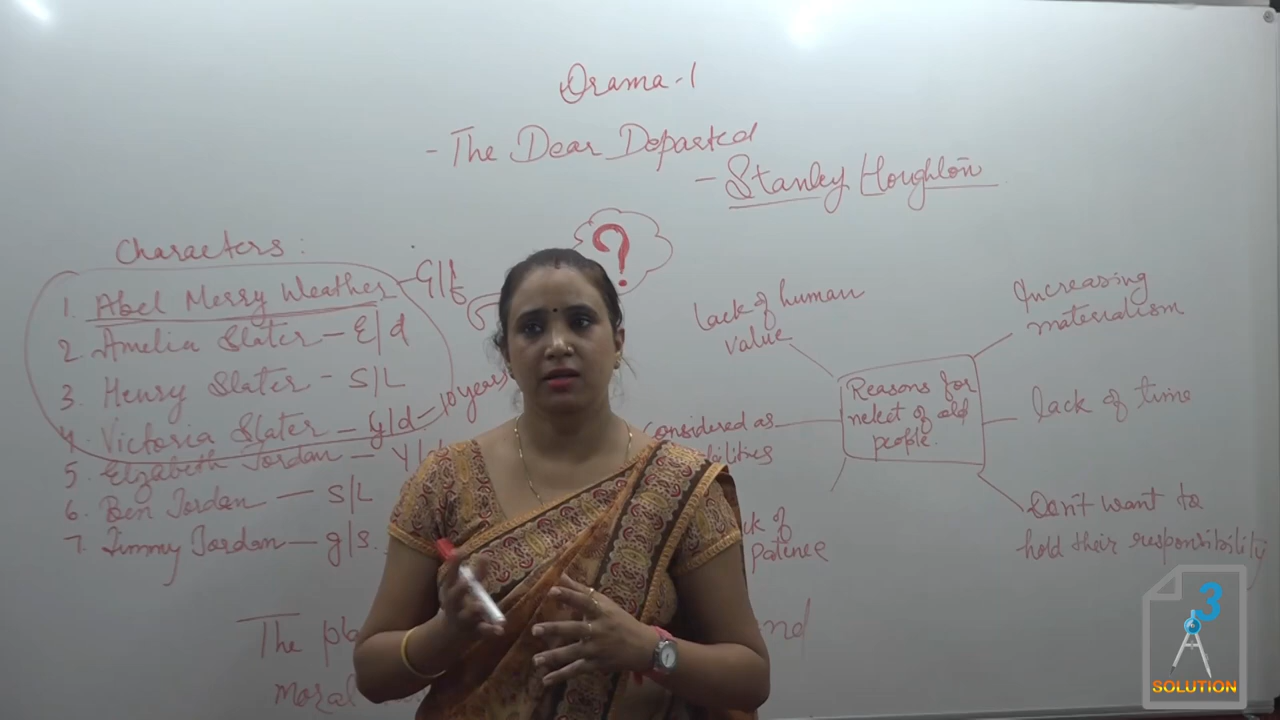 Drama-1
- The Dear Departed
- Stanley Houghton
?
Characters:
1. Abel Merry Weather - G/f
2. Amelia Slater - E/d
3. Henry Slater - S/L
4. Victoria Slater - G/d - 10 years
5. Elizabeth Jordan - Y/
6. Ben Jordan - S/L
7. Jimmy Jordan - g/s.
Reasons for
nelect of old
people.
lack of human
value
Increasing
materialism
lack of time
Don't want to
hold their responsibility
Considered as
patience
The
moral
3
SOLUTION